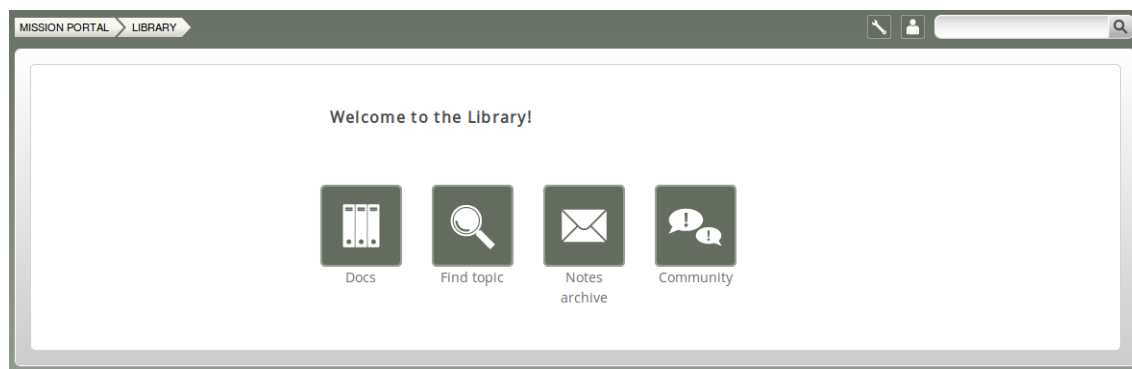 MISSION PORTAL LIBRARY
Welcome to the Library!
Docs Find topic Notes archive Community